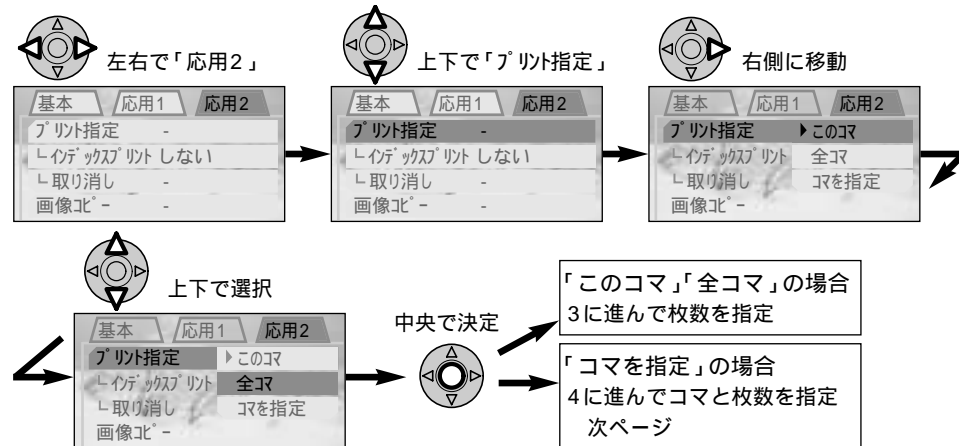 左右で「応用2」
基本 応用1 応用2
プリント指定 -
└インデックスプリント しない
└取り消し -
画像コピー -
上下で「プリント指定」
基本 応用1 応用2
プリント指定 -
└インデックスプリント しない
└取り消し -
画像コピー -
右側に移動
基本 応用1 応用2
プリント指定 このコマ
└インデックスプリント 全コマ
└取り消し コマを指定
画像コピー
上下で選択
基本 応用1 応用2
プリント指定 このコマ
└インデックスプリント 全コマ
└取り消し コマを指定
画像コピー
中央で決定
「このコマ」「全コマ」の場合
3に進んで枚数を指定
「コマを指定」の場合
4に進んでコマと枚数を指定
次ページ